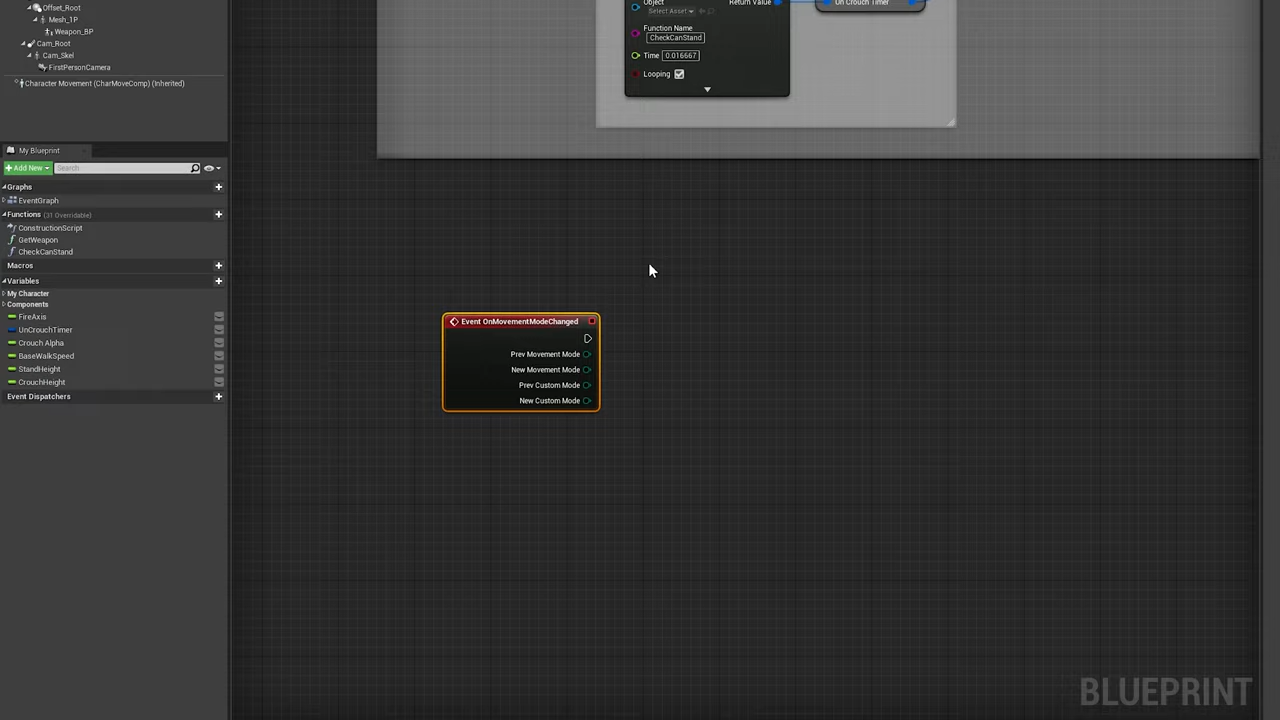 Offset_Root
Mesh_1P
Weapon_BP
Cam_Root
Cam_Skel
FirstPersonCamera
Character Movement (CharMoveComp) (Inherited)
My Blueprint
Add New
Search
Graphs
EventGraph
Functions (31 Overridable)
ConstructionScript
GetWeapon
CheckCanStand
Macros
Variables
My Character
Components
FireAxis
UnCrouchTimer
Crouch Alpha
BaseWalkSpeed
StandHeight
CrouchHeight
Event Dispatchers
Object
Return Value
Select Asset
Function Name
CheckCanStand
Time 0.016667
Looping
Un Crouch Timer
Event OnMovementModeChanged
Prev Movement Mode
New Movement Mode
Prev Custom Mode
New Custom Mode
BLUEPRINT